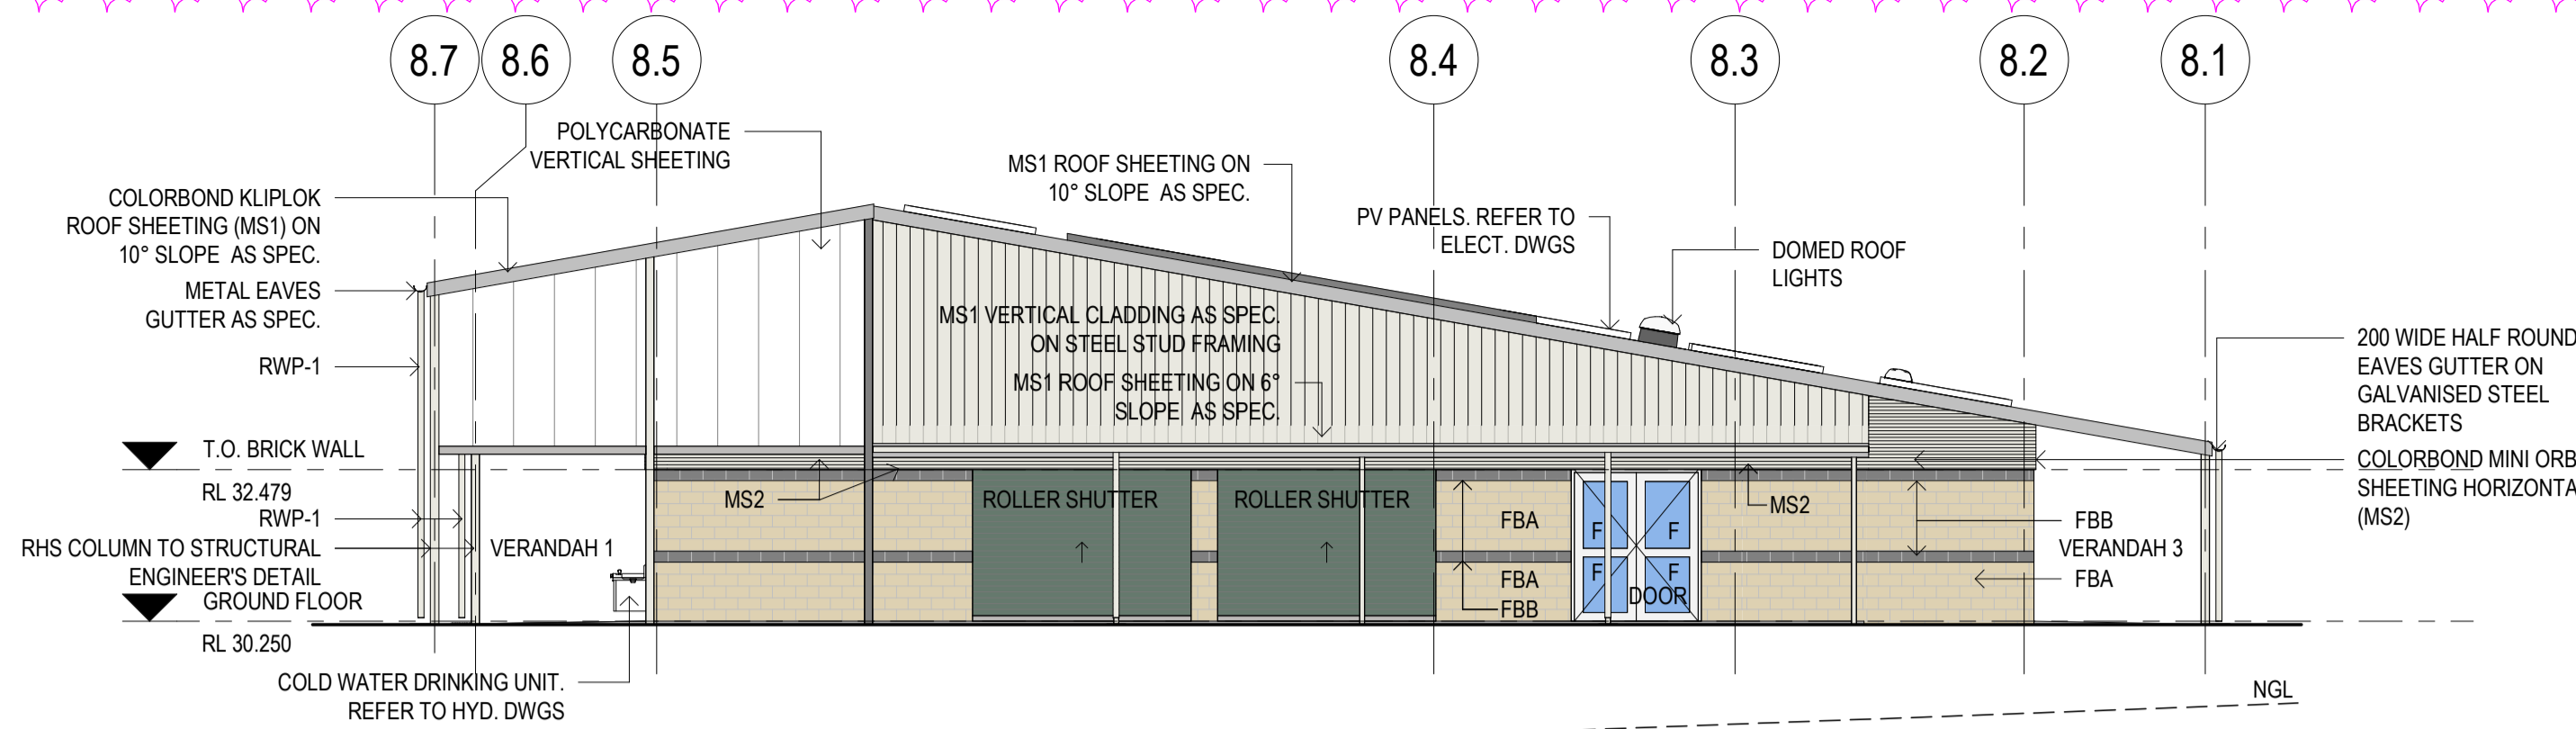 8.7
8.6
8.5
8.4
8.3
8.2
8.1
POLYCARBONATE
VERTICAL SHEETING
MS1 ROOF SHEETING ON
10° SLOPE AS SPEC.
COLORBOND KLIPLOK
ROOF SHEETING (MS1) ON
10° SLOPE AS SPEC.
PV PANELS. REFER TO
ELECT. DWGS
DOMED ROOF
LIGHTS
METAL EAVES
GUTTER AS SPEC.
MS1 VERTICAL CLADDING AS SPEC.
ON STEEL STUD FRAMING
200 WIDE HALF ROUND
EAVES GUTTER ON
GALVANISED STEEL
BRACKETS
RWP-1
MS1 ROOF SHEETING ON 6°
SLOPE AS SPEC.
T.O. BRICK WALL
RL 32.479
COLORBOND MINI ORB
SHEETING HORIZONTA
(MS2)
MS2
ROLLER SHUTTER
ROLLER SHUTTER
MS2
RWP-1
FBA
F
F
FBB
RHS COLUMN TO STRUCTURAL
ENGINEER'S DETAIL
VERANDAH 1
VERANDAH 3
FBA
F
F
FBA
DOOR
FBB
GROUND FLOOR
RL 30.250
COLD WATER DRINKING UNIT.
REFER TO HYD. DWGS
NGL